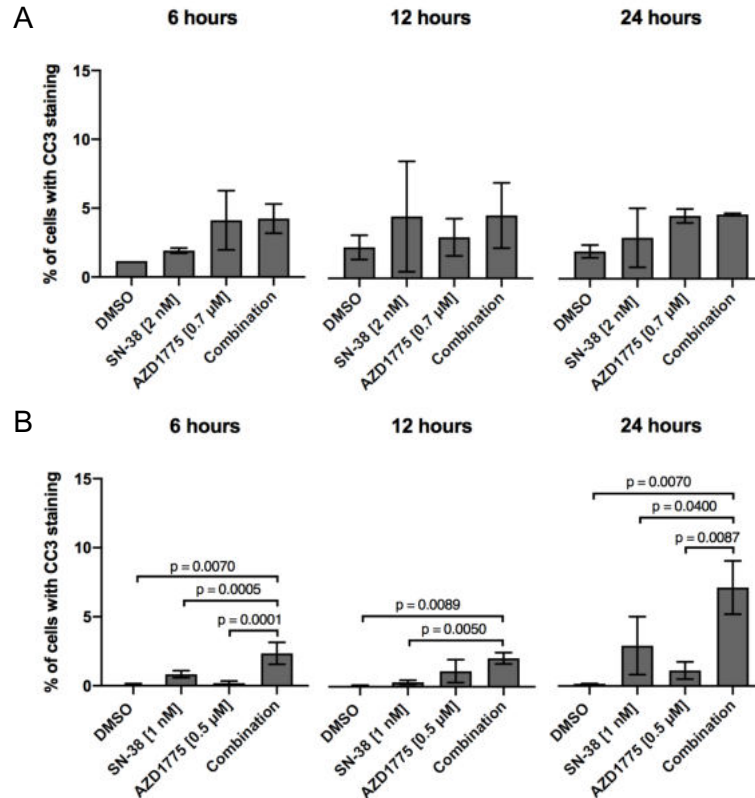 A
6 hours
12 hours
24 hours
% of cells with CC3 staining
15
10
5
0
DMSO
SN-38 [2 nM]
AZD1775 [0.7 µM]
Combination
DMSO
SN-38 [2 nM]
AZD1775 [0.7 µM]
Combination
DMSO
SN-38 [2 nM]
AZD1775 [0.7 µM]
Combination
B
6 hours
12 hours
24 hours
% of cells with CC3 staining
15
10
5
0
p = 0.0070
p = 0.0005
p = 0.0001
DMSO
SN-38 [1 nM]
AZD1775 [0.5 µM]
Combination
p = 0.0089
p = 0.0050
DMSO
SN-38 [1 nM]
AZD1775 [0.5 µM]
Combination
p = 0.0070
p = 0.0400
p = 0.0087
DMSO
SN-38 [1 nM]
AZD1775 [0.5 µM]
Combination